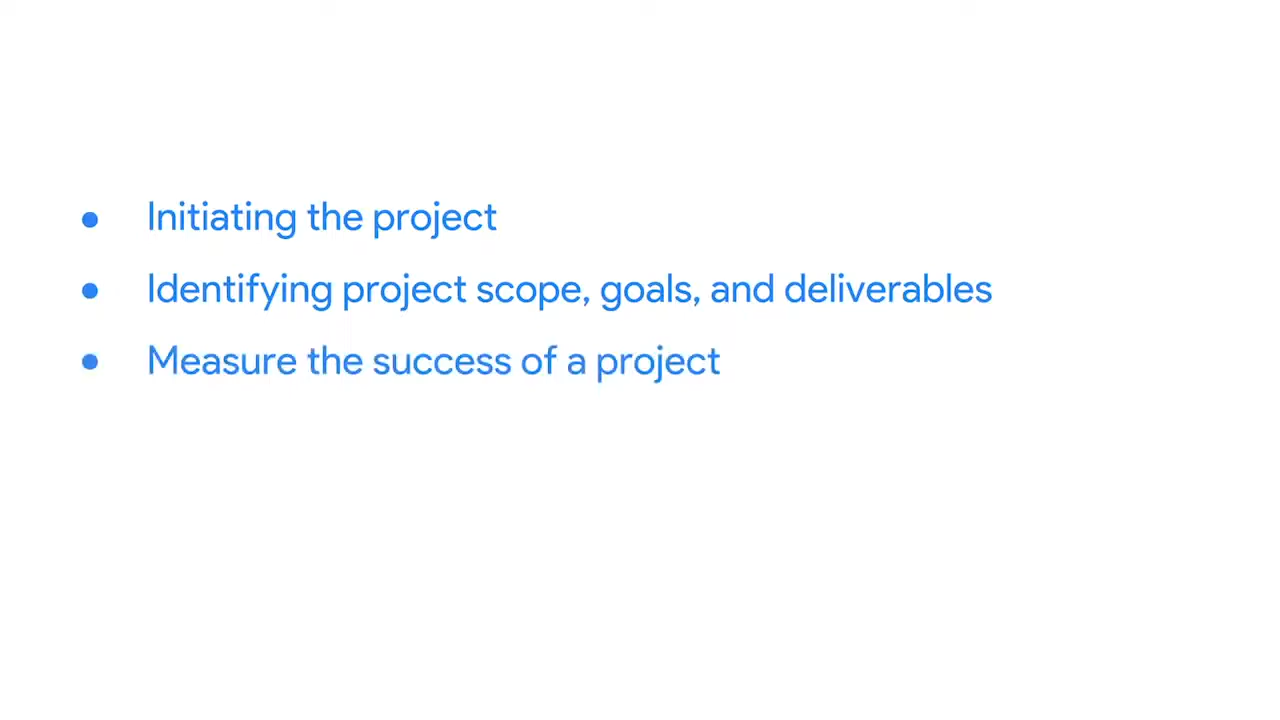 ● Initiating the project
● Identifying project scope, goals, and deliverables
● Measure the success of a project